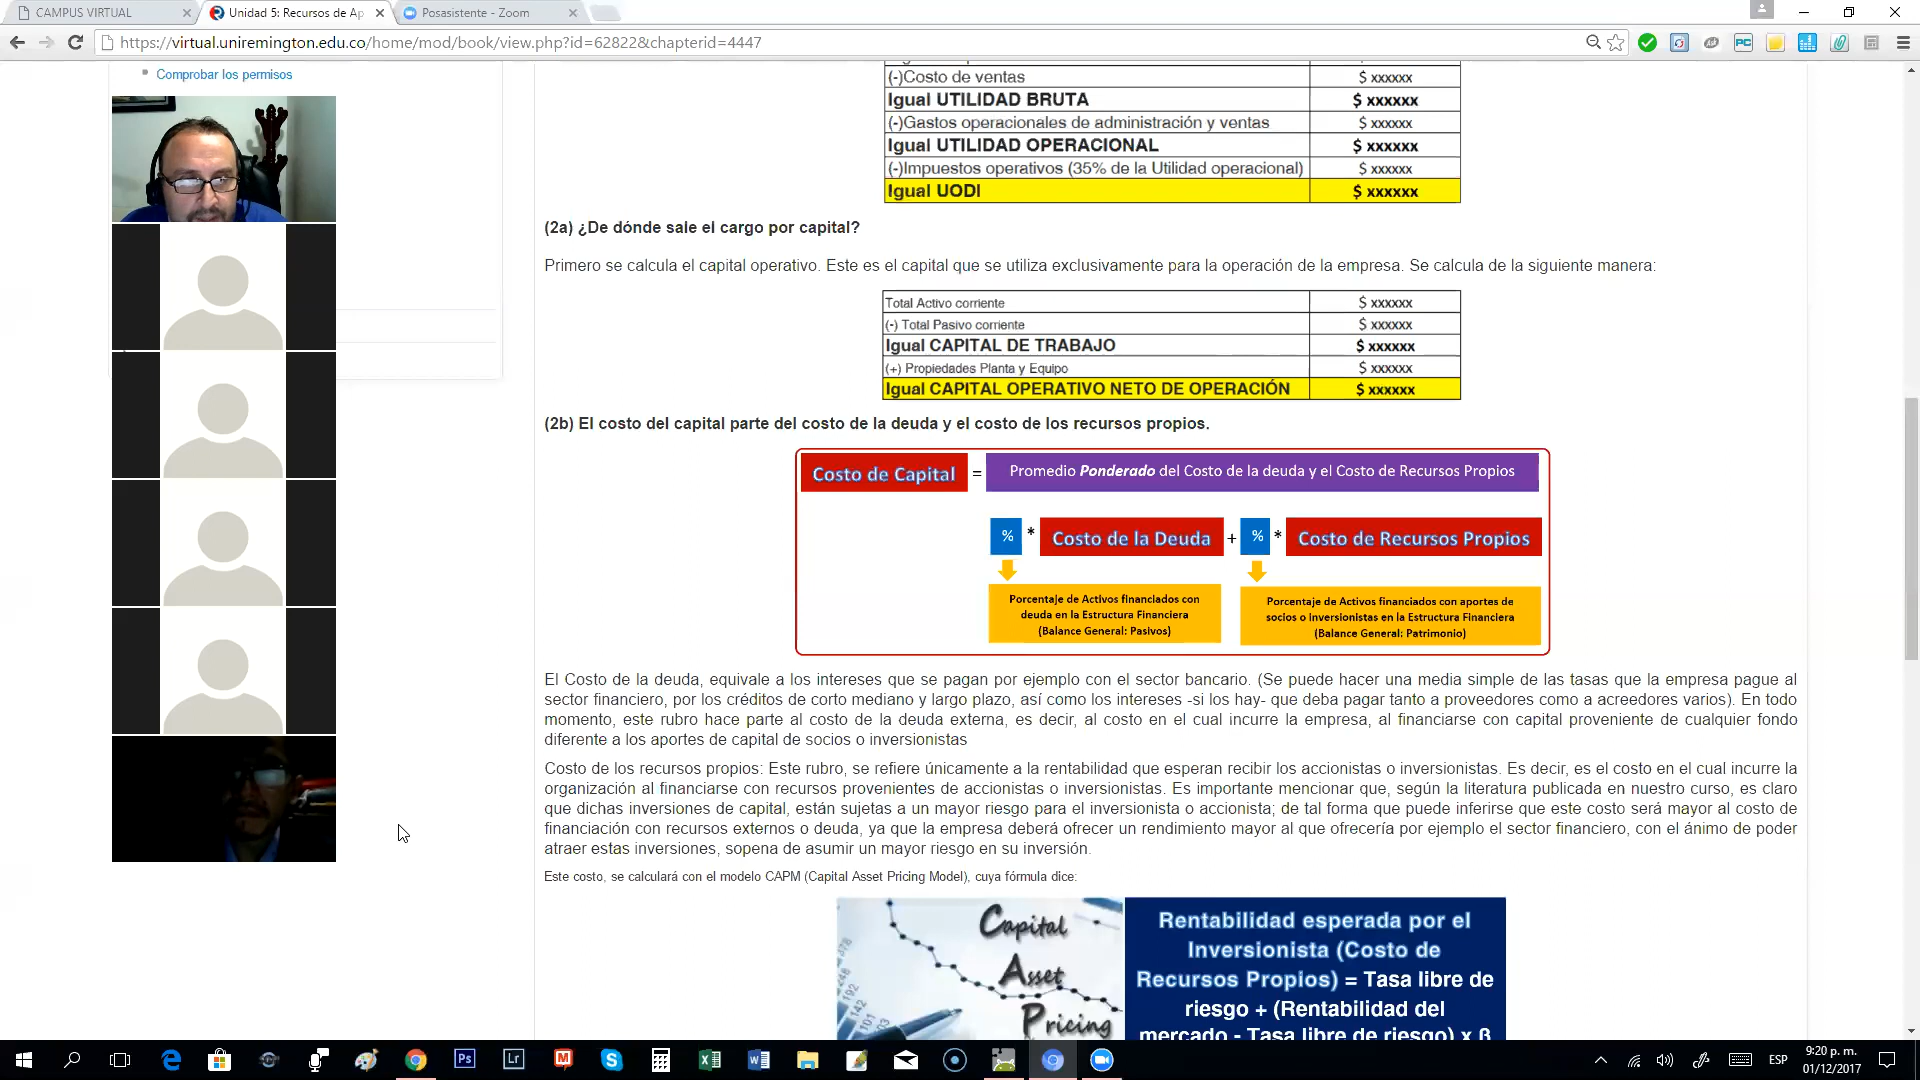 CAMPUS VIRTUAL
Unidad 5: Recursos de Ap
Posasistente - Zoom
https://virtual.uniremington.edu.co/home/mod/book/view.php?id=62822&chapterid=4447
Comprobar los permisos
(-)Costo de ventas $ xxxxxx
Igual UTILIDAD BRUTA $ xxxxxx
(-)Gastos operacionales de administración y ventas $ xxxxxx
Igual UTILIDAD OPERACIONAL $ xxxxxx
(-)Impuestos operativos (35% de la Utilidad operacional) $ xxxxxx
Igual UODI $ xxxxxx
(2a) ¿De dónde sale el cargo por capital?
Primero se calcula el capital operativo. Este es el capital que se utiliza exclusivamente para la operación de la empresa. Se calcula de la siguiente manera:
Total Activo corriente $ xxxxxx
(-) Total Pasivo corriente $ xxxxxx
Igual CAPITAL DE TRABAJO $ xxxxxx
(+) Propiedades Planta y Equipo $ xxxxxx
Igual CAPITAL OPERATIVO NETO DE OPERACIÓN $ xxxxxx
(2b) El costo del capital parte del costo de la deuda y el costo de los recursos propios.
Costo de Capital = Promedio Ponderado del Costo de la deuda y el Costo de Recursos Propios
% * Costo de la Deuda + % * Costo de Recursos Propios
Porcentaje de Activos financiados con
deuda en la Estructura Financiera
(Balance General: Pasivos)
Porcentaje de Activos financiados con aportes de
socios o inversionistas en la Estructura Financiera
(Balance General: Patrimonio)
El Costo de la deuda, equivale a los intereses que se pagan por ejemplo con el sector bancario. (Se puede hacer una media simple de las tasas que la empresa pague al
sector financiero, por los créditos de corto mediano y largo plazo, así como los intereses -si los hay- que deba pagar tanto a proveedores como a acreedores varios). En todo
momento, este rubro hace parte al costo de la deuda externa, es decir, al costo en el cual incurre la empresa, al financiarse con capital proveniente de cualquier fondo
diferente a los aportes de capital de socios o inversionistas
Costo de los recursos propios: Este rubro, se refiere únicamente a la rentabilidad que esperan recibir los accionistas o inversionistas. Es decir, es el costo en el cual incurre la
organización al financiarse con recursos provenientes de accionistas o inversionistas. Es importante mencionar que, según la literatura publicada en nuestro curso, es claro
que dichas inversiones de capital, están sujetas a un mayor riesgo para el inversionista o accionista; de tal forma que puede inferirse que este costo será mayor al costo de
financiación con recursos externos o deuda, ya que la empresa deberá ofrecer un rendimiento mayor al que ofrecería por ejemplo el sector financiero, con el ánimo de poder
atraer estas inversiones, sopena de asumir un mayor riesgo en su inversión.
Este costo, se calculará con el modelo CAPM (Capital Asset Pricing Model), cuya fórmula dice:
Capital
Asset
Pricing
Rentabilidad esperada por el
Inversionista (Costo de
Recursos Propios) = Tasa libre de
riesgo + (Rentabilidad del
mercado - Tasa libre de riesgo) x β
ESP
9:20 p. m.
01/12/2017